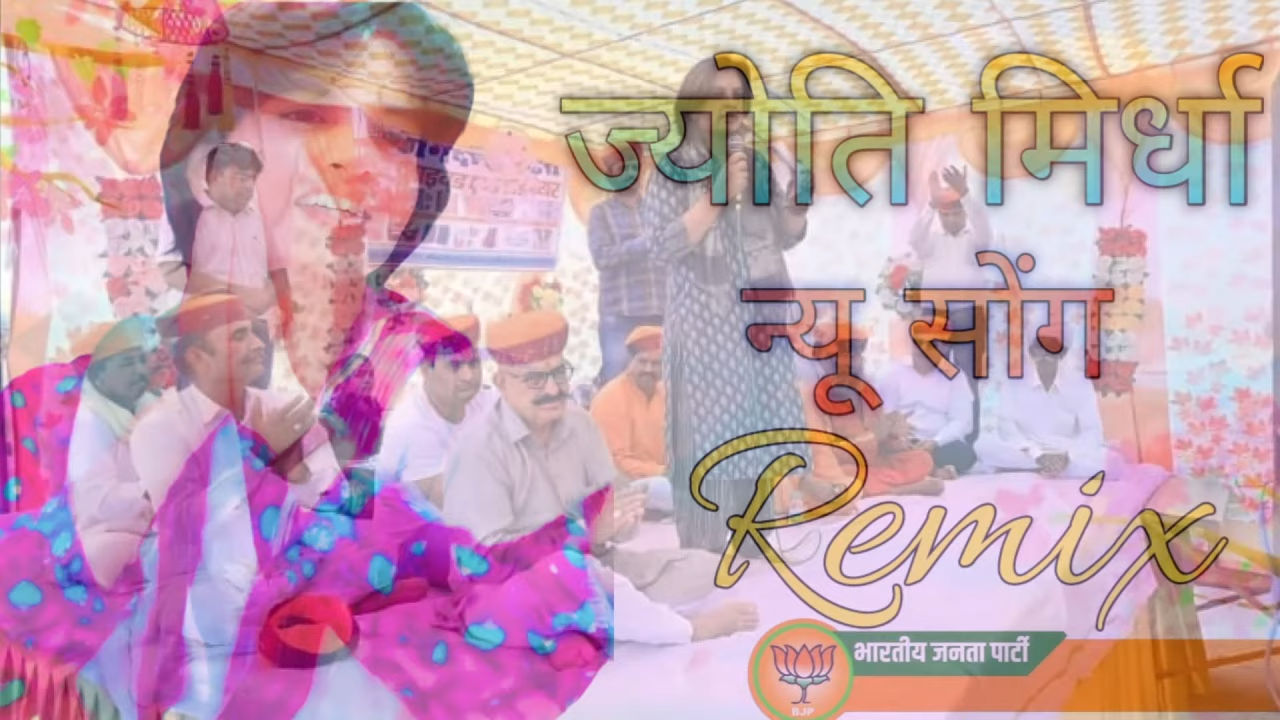 ज्योति मिर्धा
न्यू सोंग
Remix
भारतीय जनता पार्टी
BJP